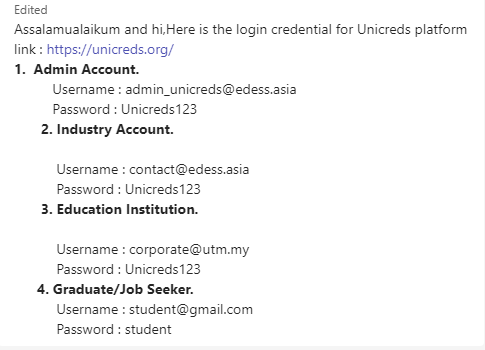 Edited
Assalamualaikum and hi,Here is the login credential for Unicreds platform
link : https://unicreds.org/
1. Admin Account.
Username : admin_unicreds@edess.asia
Password : Unicreds123
2. Industry Account.
Username : contact@edess.asia
Password : Unicreds123
3. Education Institution.
Username : corporate@utm.my
Password : Unicreds123
4. Graduate/Job Seeker.
Username : student@gmail.com
Password : student